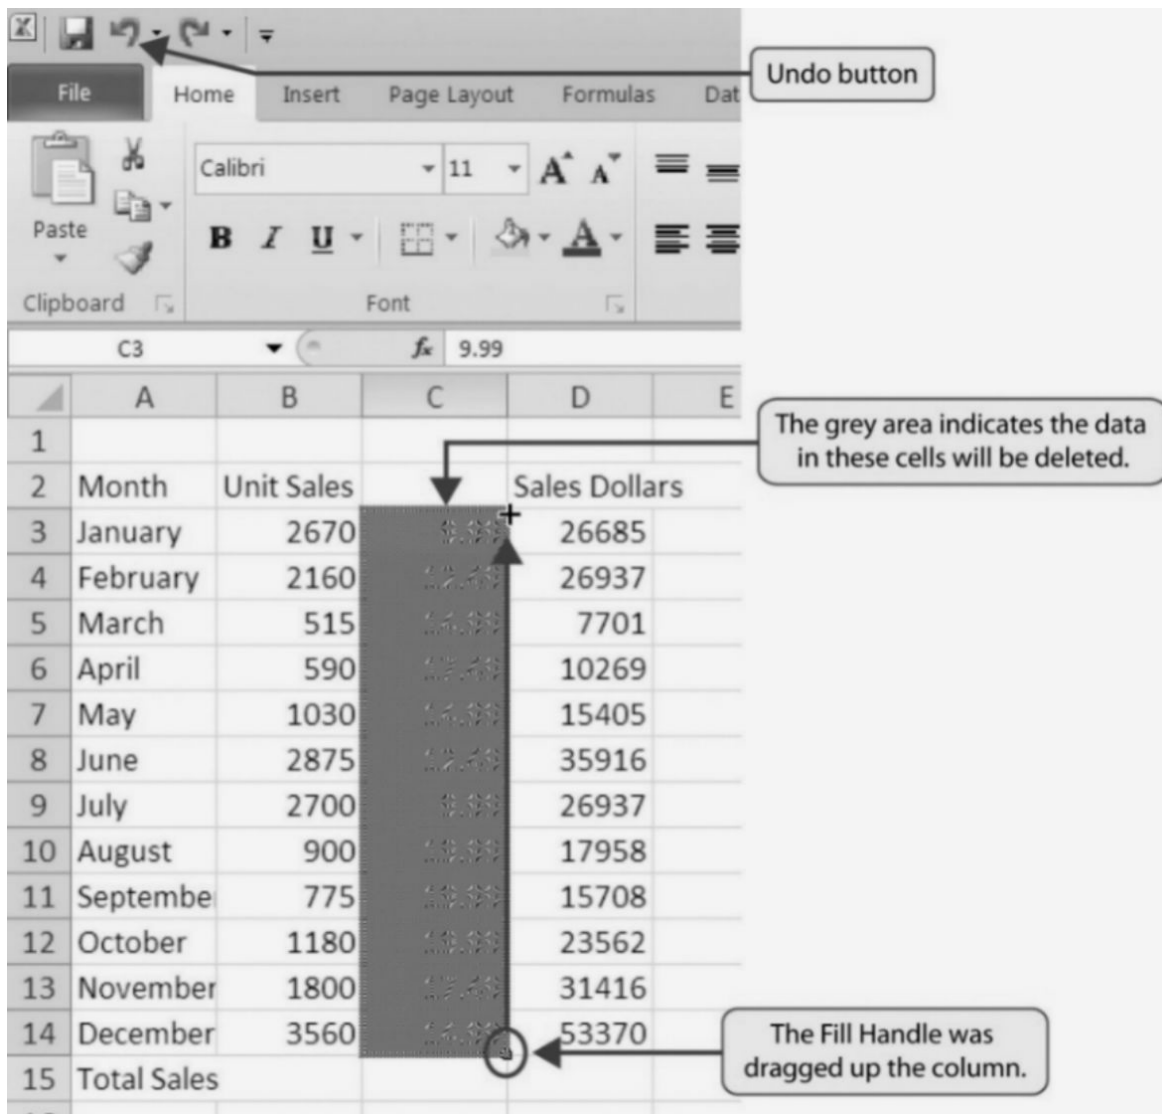 Undo button
File Home Insert Page Layout Formulas Dat
Calibri 11 A A
Paste B I U A
Clipboard Font
C3 fx 9.99
A B C D E
1
The grey area indicates the data
in these cells will be deleted.
2 Month Unit Sales Sales Dollars
3 January 2670 9.99 26685
4 February 2160 26937
5 March 515 7701
6 April 590 10269
7 May 1030 15405
8 June 2875 35916
9 July 2700 26937
10 August 900 17958
11 Septembe 775 15708
12 October 1180 23562
13 November 1800 31416
14 December 3560 53370
The Fill Handle was
dragged up the column.
15 Total Sales